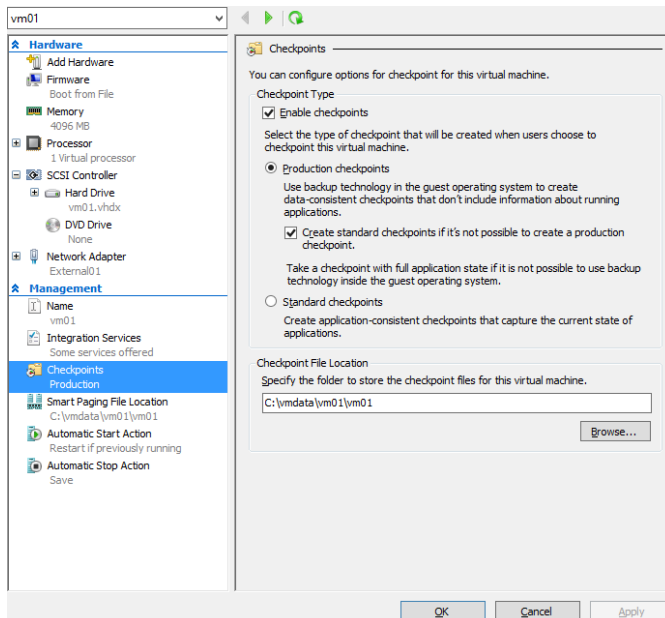 vm01
Hardware
Add Hardware
Firmware
Boot from File
Memory
4096 MB
Processor
1 Virtual processor
SCSI Controller
Hard Drive
vm01.vhdx
DVD Drive
None
Network Adapter
External01
Management
Name
vm01
Integration Services
Some services offered
Checkpoints
Production
Smart Paging File Location
C:\vmdata\vm01\vm01
Automatic Start Action
Restart if previously running
Automatic Stop Action
Save
Checkpoints
You can configure options for checkpoint for this virtual machine.
Checkpoint Type
Enable checkpoints
Select the type of checkpoint that will be created when users choose to
checkpoint this virtual machine.
Production checkpoints
Use backup technology in the guest operating system to create
data-consistent checkpoints that don't include information about running
applications.
Create standard checkpoints if it's not possible to create a production
checkpoint.
Take a checkpoint with full application state if it is not possible to use backup
technology inside the guest operating system.
Standard checkpoints
Create application-consistent checkpoints that capture the current state of
applications.
Checkpoint File Location
Specify the folder to store the checkpoint files for this virtual machine.
C:\vmdata\vm01\vm01
Browse...
OK
Cancel
Apply